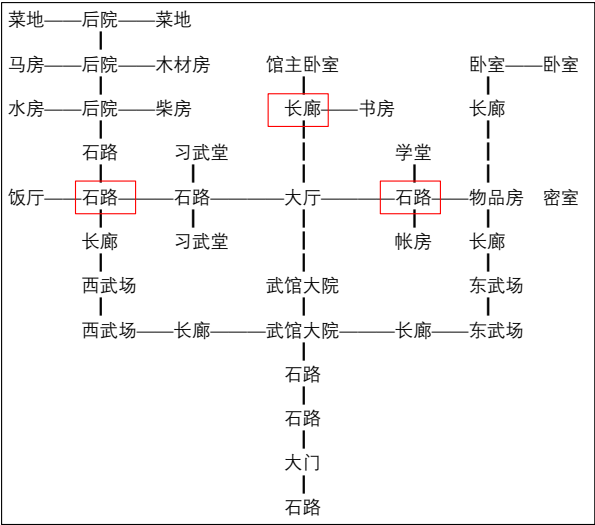 菜地——后院——菜地
马房——后院——木材房 馆主卧室 卧室——卧室
水房——后院——柴房 长廊——书房 长廊
石路 习武堂 学堂
饭厅——石路———石路————大厅————石路——物品房 密室
长廊 习武堂 帐房 长廊
西武场 武馆大院 东武场
西武场——长廊———武馆大院———长廊——东武场
石路
石路
大门
石路